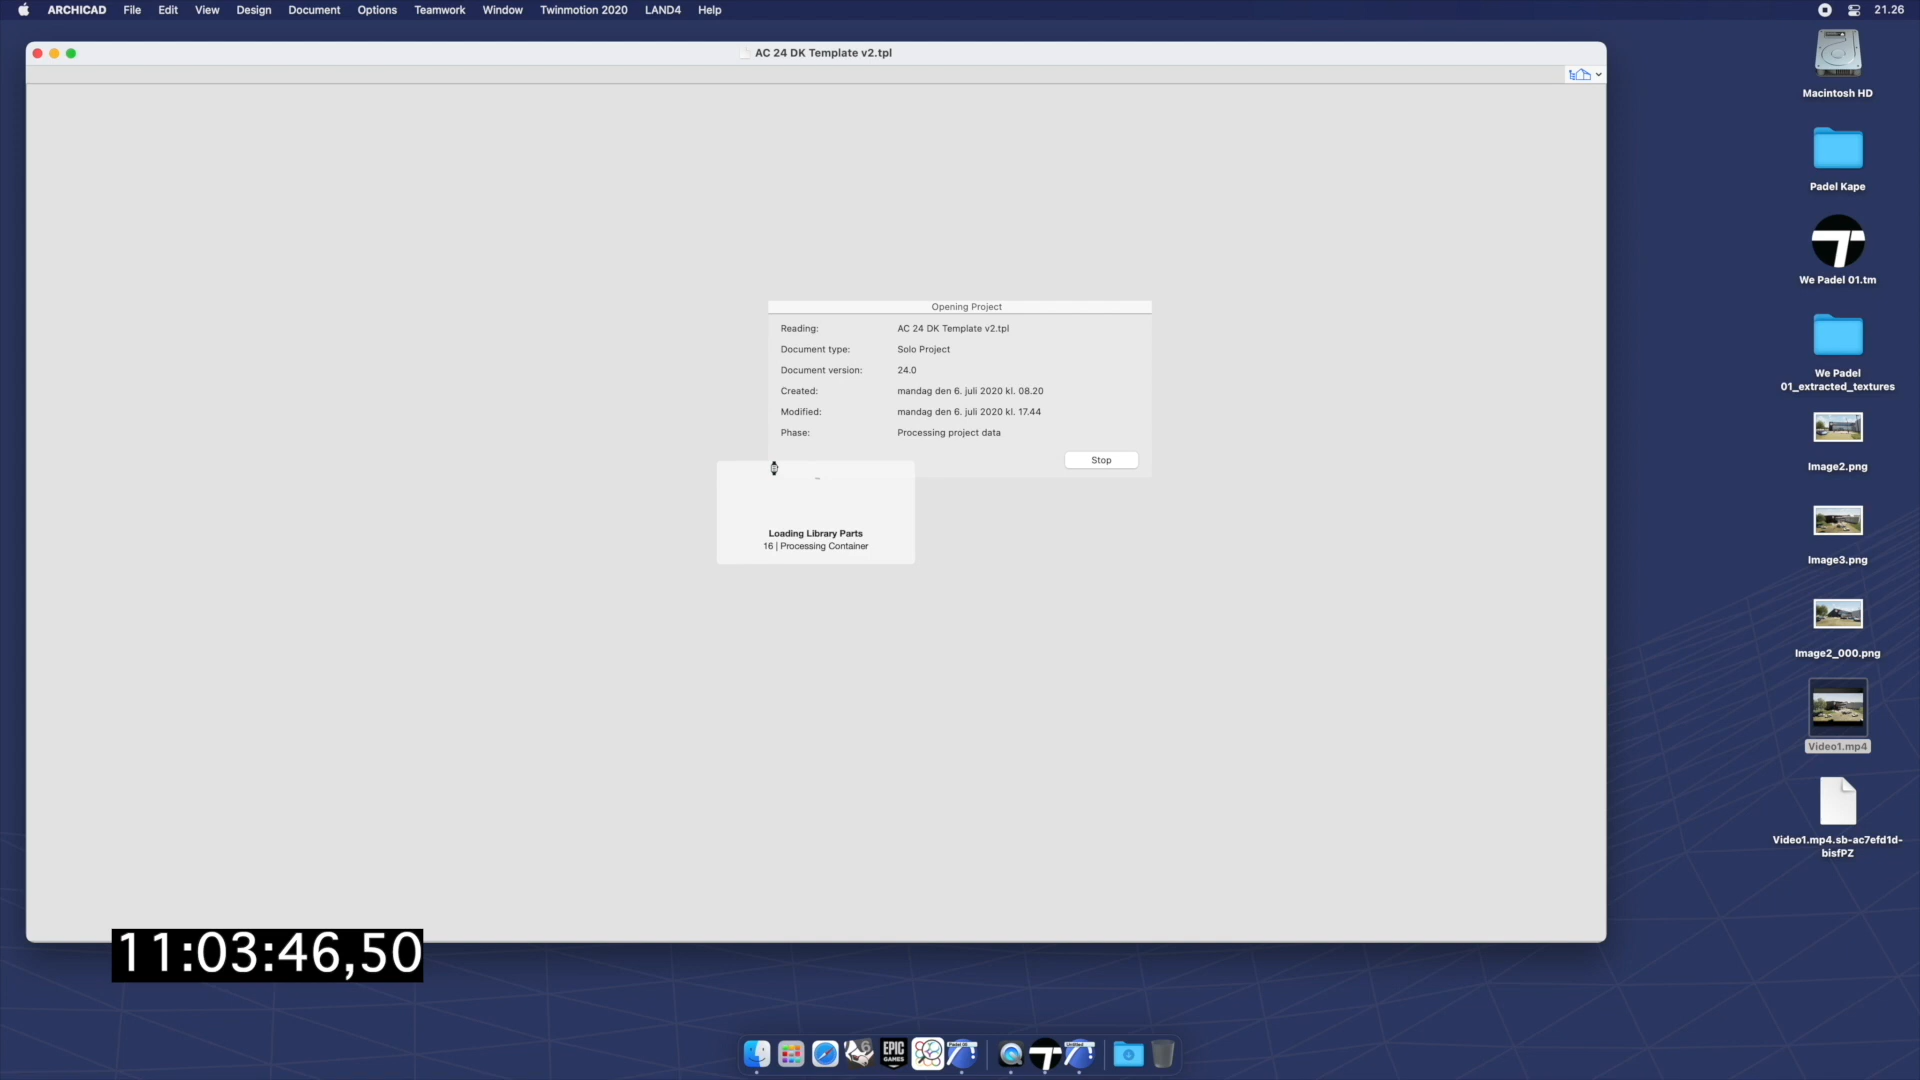 ARCHICAD File Edit View Design Document Options Teamwork Window Twinmotion 2020 LAND4 Help 21.26
AC 24 DK Template v2.tpl
Macintosh HD
Padel Kape
We Padel 01.tm
We Padel
01_extracted_textures
Image2.png
Image3.png
Image2_000.png
Video1.mp4
Video1.mp4.sb-ac7efd1d-
bisfPZ
Opening Project
Reading: AC 24 DK Template v2.tpl
Document type: Solo Project
Document version: 24.0
Created: mandag den 6. juli 2020 kl. 08.20
Modified: mandag den 6. juli 2020 kl. 17.44
Phase: Processing project data
Stop
Loading Library Parts
16 | Processing Container
11:03:46,50
EPIC
GAMES
Untitled